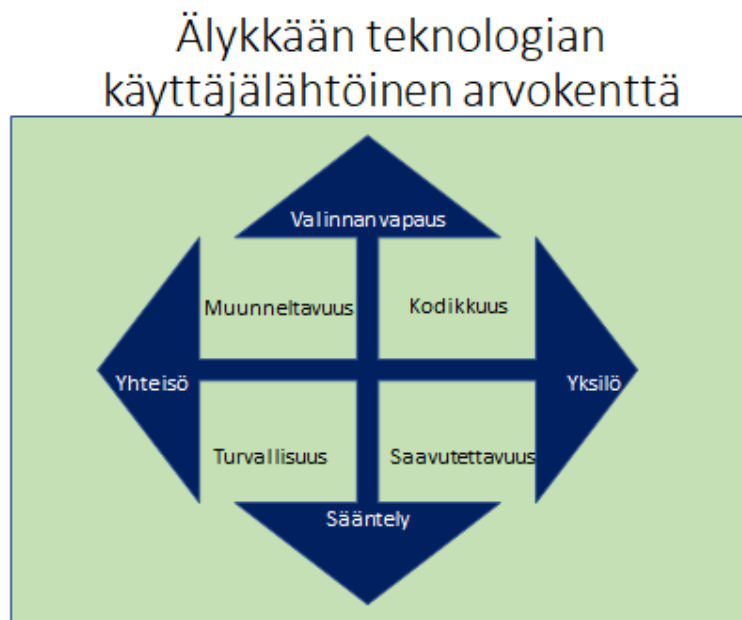 Älykkään teknologian
käyttäjälähtöinen arvokenttä
Valinnanvapaus
Muunneltavuus
Kodikkuus
Yhteisö
Yksilö
Turvallisuus
Saavutettavuus
Sääntely